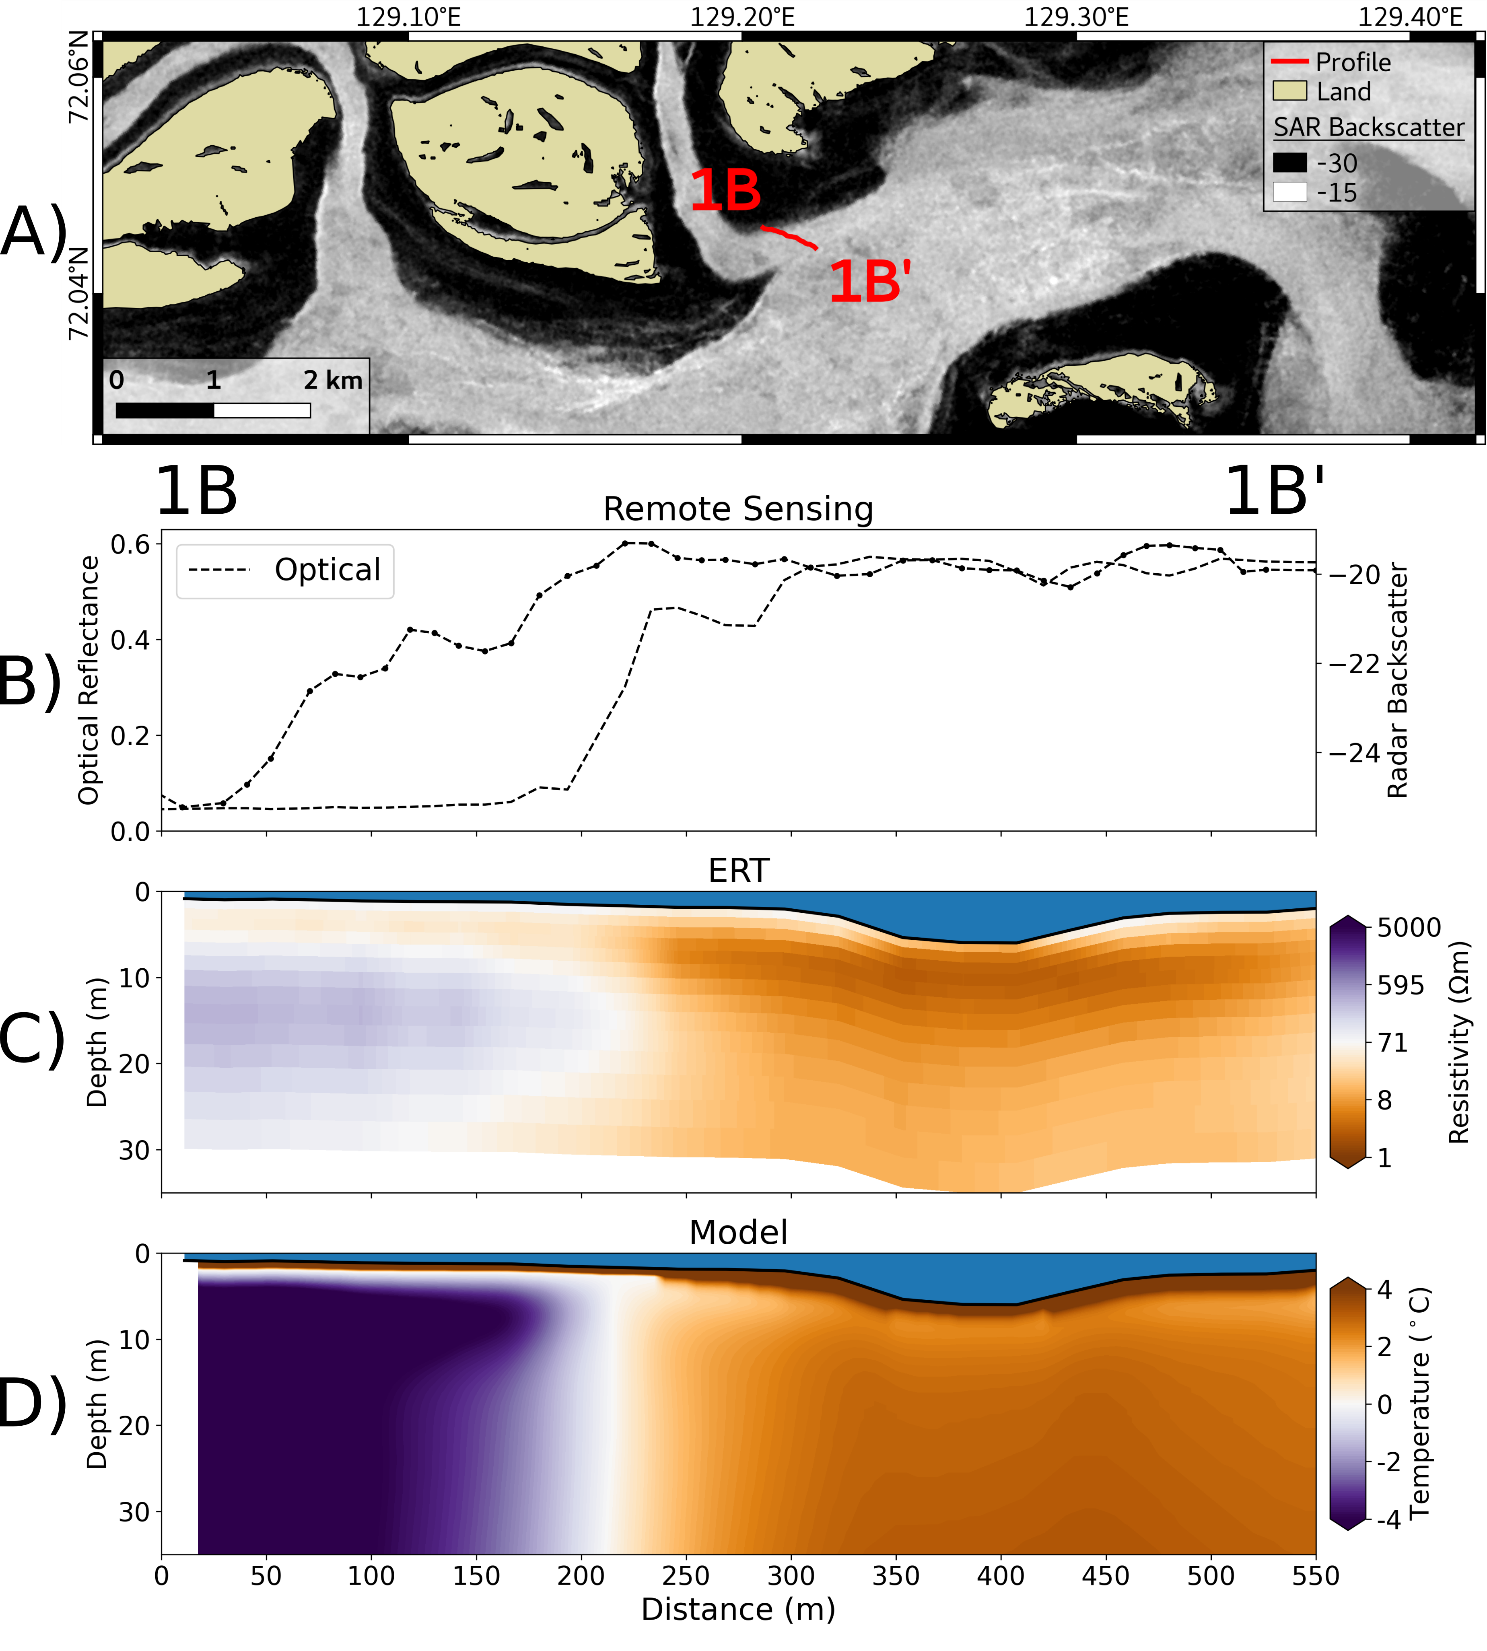 129.10°E 129.20°E 129.30°E 129.40°E
72.06°N
72.04°N
A)
Profile
Land
SAR Backscatter
-30
-15
1B
1B'
0 1 2 km
1B 1B'
Remote Sensing
B)
Optical Reflectance
0.6
0.4
0.2
0.0
Optical
−20
−22
−24
Radar Backscatter
ERT
C)
Depth (m)
0
10
20
30
5000
595
71
8
1
Resistivity (Ωm)
Model
D)
Depth (m)
0
10
20
30
4
2
0
-2
-4
Temperature (°C)
0 50 100 150 200 250 300 350 400 450 500 550
Distance (m)